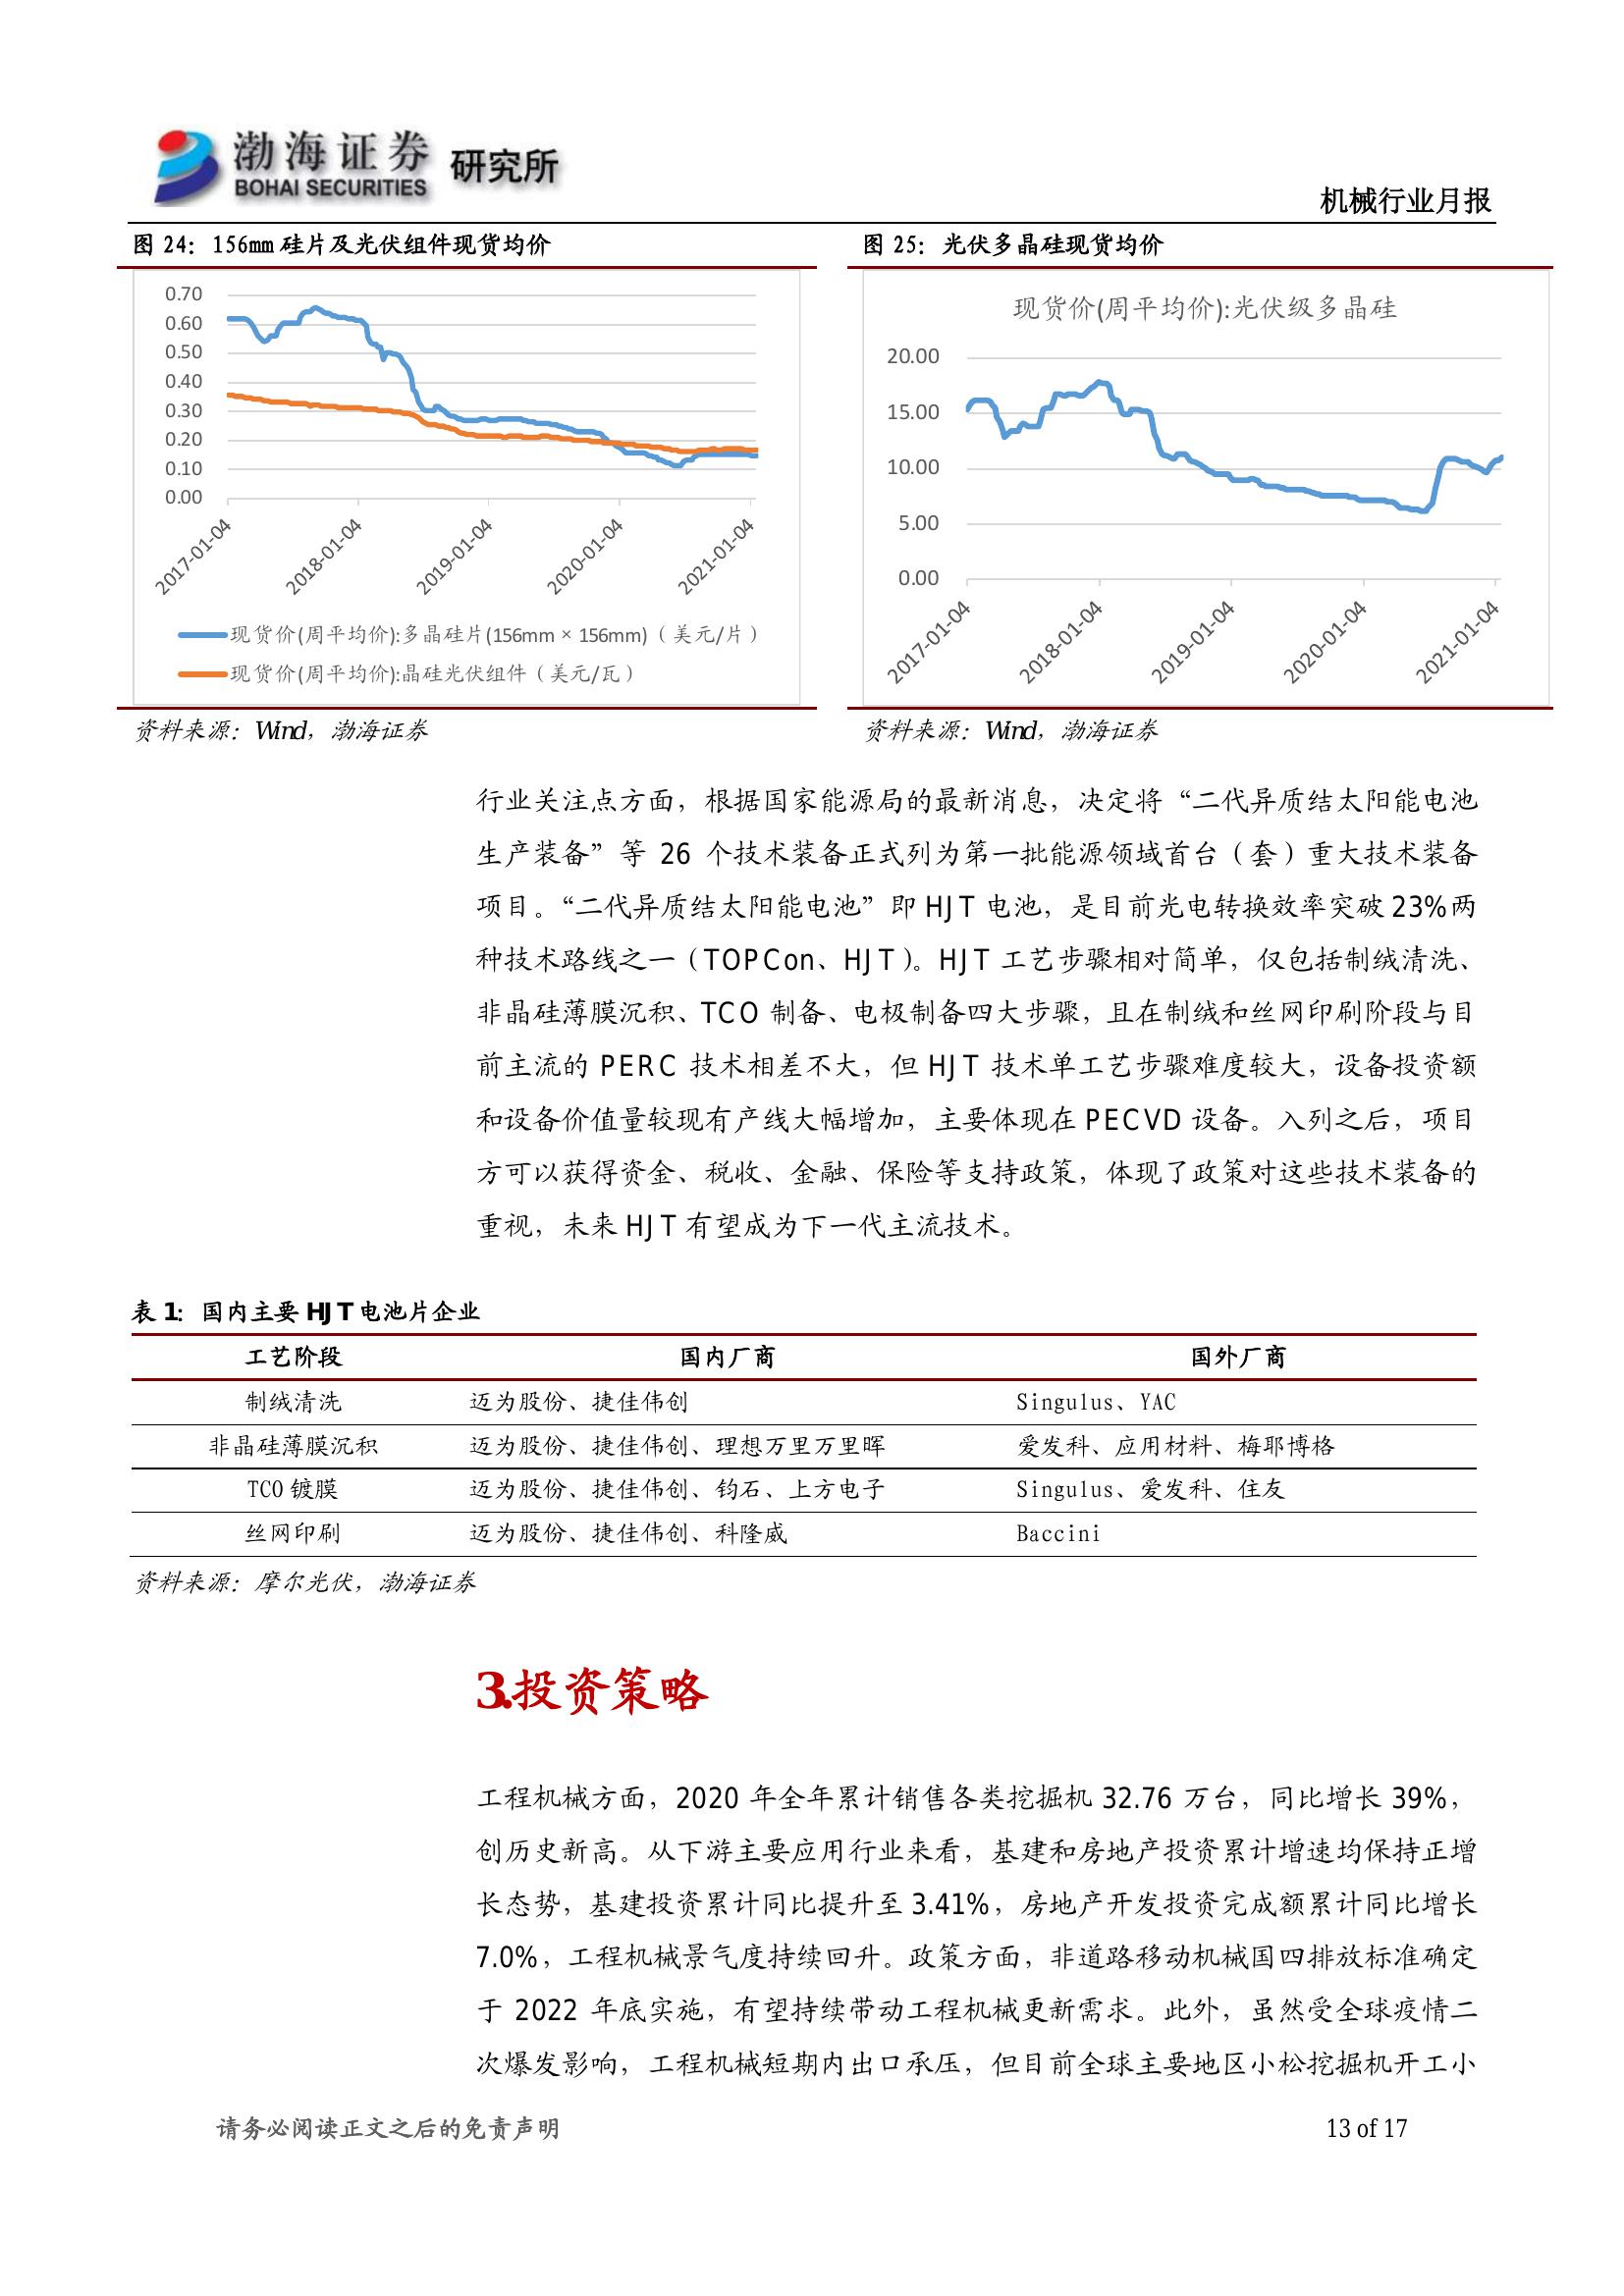 渤海证券 研究所
BOHAI SECURITIES
机械行业月报
图 24：156mm 硅片及光伏组件现货均价
0.70
0.60
0.50
0.40
0.30
0.20
0.10
0.00
2017-01-04
2018-01-04
2019-01-04
2020-01-04
2021-01-04
现货价(周平均价):多晶硅片(156mm × 156mm)（美元/片）
现货价(周平均价):晶硅光伏组件（美元/瓦）
资料来源：Wind，渤海证券
图 25：光伏多晶硅现货均价
现货价(周平均价):光伏级多晶硅
20.00
15.00
10.00
5.00
0.00
2017-01-04
2018-01-04
2019-01-04
2020-01-04
2021-01-04
资料来源：Wind，渤海证券
行业关注点方面，根据国家能源局的最新消息，决定将“二代异质结太阳能电池
生产装备”等 26 个技术装备正式列为第一批能源领域首台（套）重大技术装备
项目。“二代异质结太阳能电池”即 HJT 电池，是目前光电转换效率突破 23%两
种技术路线之一（TOPCon、HJT）。HJT 工艺步骤相对简单，仅包括制绒清洗、
非晶硅薄膜沉积、TCO 制备、电极制备四大步骤，且在制绒和丝网印刷阶段与目
前主流的 PERC 技术相差不大，但 HJT 技术单工艺步骤难度较大，设备投资额
和设备价值量较现有产线大幅增加，主要体现在 PECVD 设备。入列之后，项目
方可以获得资金、税收、金融、保险等支持政策，体现了政策对这些技术装备的
重视，未来 HJT 有望成为下一代主流技术。
表 1：国内主要 HJT 电池片企业
工艺阶段 国内厂商 国外厂商
制绒清洗 迈为股份、捷佳伟创 Singulus、YAC
非晶硅薄膜沉积 迈为股份、捷佳伟创、理想万里万里晖 爱发科、应用材料、梅耶博格
TCO 镀膜 迈为股份、捷佳伟创、钧石、上方电子 Singulus、爱发科、住友
丝网印刷 迈为股份、捷佳伟创、科隆威 Baccini
资料来源：摩尔光伏，渤海证券
3.投资策略
工程机械方面，2020 年全年累计销售各类挖掘机 32.76 万台，同比增长 39%，
创历史新高。从下游主要应用行业来看，基建和房地产投资累计增速均保持正增
长态势，基建投资累计同比提升至 3.41%，房地产开发投资完成额累计同比增长
7.0%，工程机械景气度持续回升。政策方面，非道路移动机械国四排放标准确定
于 2022 年底实施，有望持续带动工程机械更新需求。此外，虽然受全球疫情二
次爆发影响，工程机械短期内出口承压，但目前全球主要地区小松挖掘机开工小
请务必阅读正文之后的免责声明
13 of 17